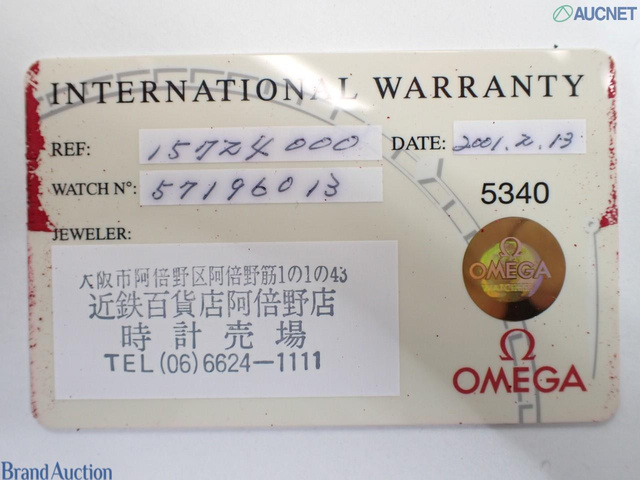 AUCNET
INTERNATIONAL WARRANTY
REF: 15724000 DATE: 2001.2.13
WATCH Nº: 57196013
5340
JEWELER:
大阪市阿倍野区阿倍野筋1の1の43
近鉄百貨店阿倍野店
時計売場
TEL(06)6624-1111
OMEGA
OMEGA
Brand Auction